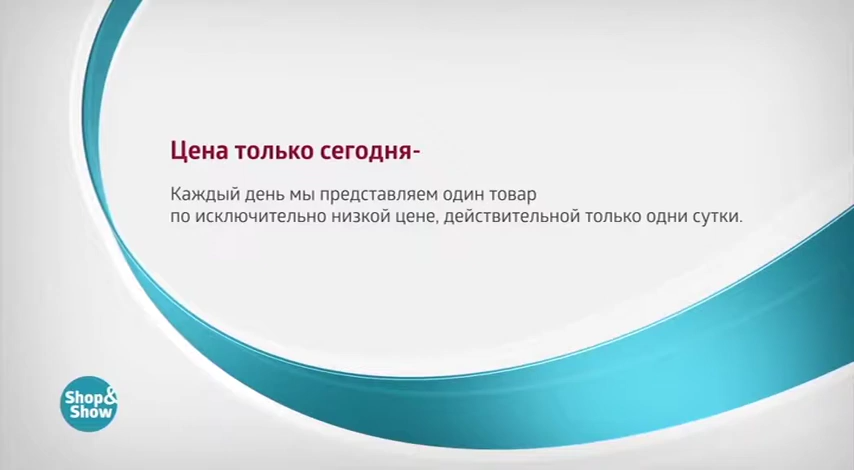 Цена только сегодня-
Каждый день мы представляем один товар
по исключительно низкой цене, действительной только одни сутки.
Shop&
Show